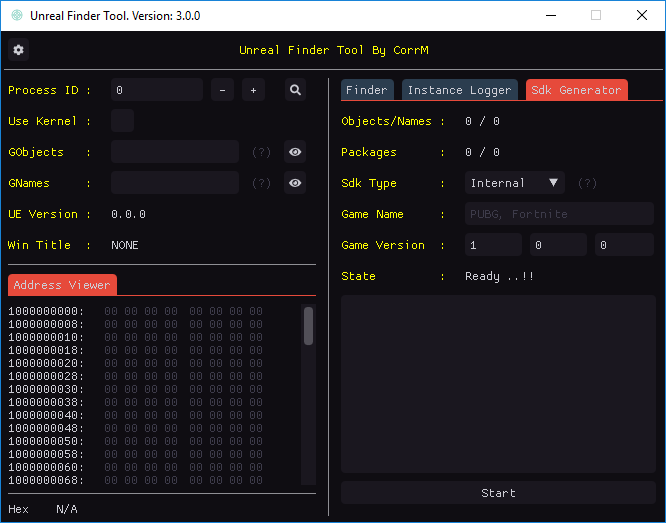 Unreal Finder Tool. Version: 3.0.0
Unreal Finder Tool By CorrM
Process ID : 0 - +
Use Kernel :
GObjects : (?)
GNames : (?)
UE Version : 0.0.0
Win Title : NONE
Address Viewer
1000000000: 00 00 00 00 00 00 00 00
1000000008: 00 00 00 00 00 00 00 00
1000000010: 00 00 00 00 00 00 00 00
1000000018: 00 00 00 00 00 00 00 00
1000000020: 00 00 00 00 00 00 00 00
1000000028: 00 00 00 00 00 00 00 00
1000000030: 00 00 00 00 00 00 00 00
1000000038: 00 00 00 00 00 00 00 00
1000000040: 00 00 00 00 00 00 00 00
1000000048: 00 00 00 00 00 00 00 00
1000000050: 00 00 00 00 00 00 00 00
1000000058: 00 00 00 00 00 00 00 00
1000000060: 00 00 00 00 00 00 00 00
1000000068: 00 00 00 00 00 00 00 00
Hex N/A
Finder Instance Logger Sdk Generator
Objects/Names : 0 / 0
Packages : 0 / 0
Sdk Type : Internal ▼ (?)
Game Name : PUBG, Fortnite
Game Version : 1 0 0
State : Ready ..!!
Start